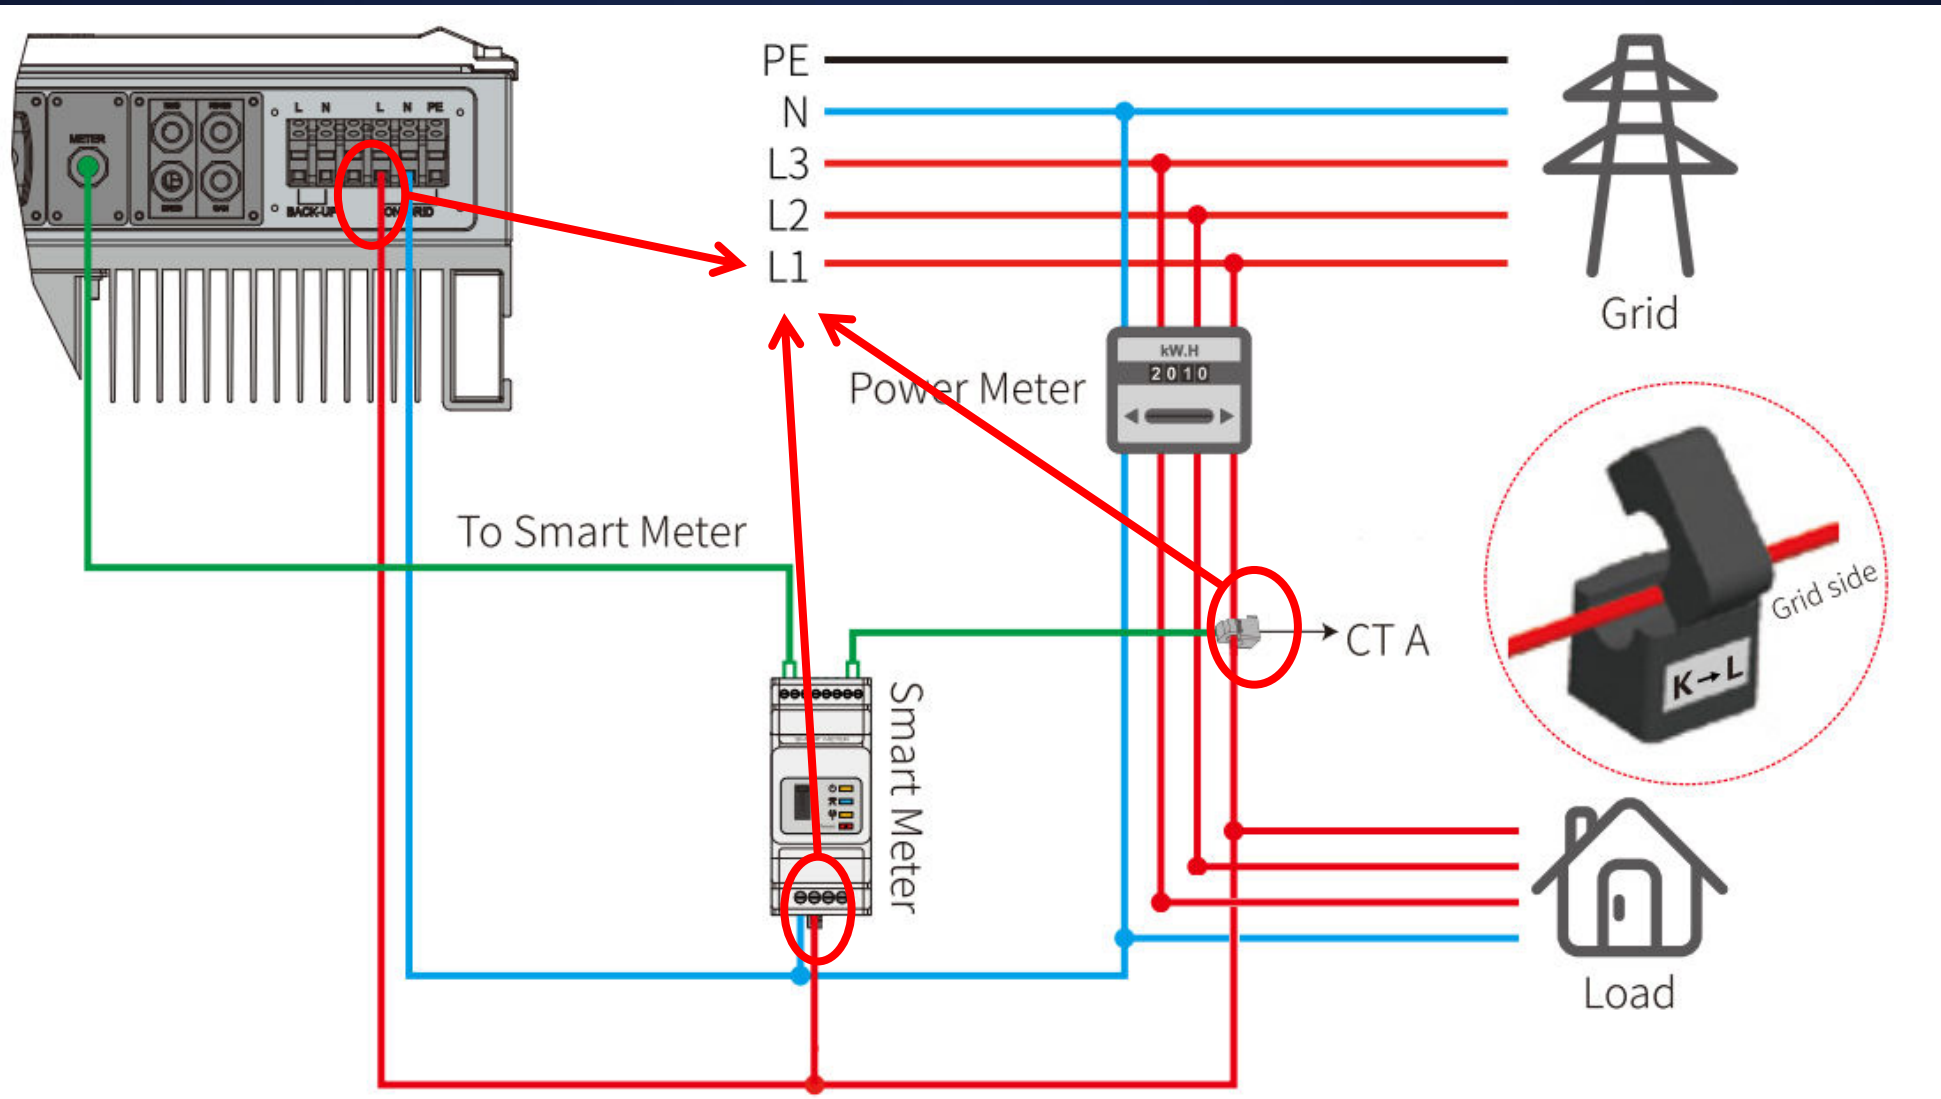 PE
N
L3
L2
L1
L N L N PE
METER
BACK-UP
Grid
kW.H
2010
Power Meter
To Smart Meter
Grid side
CT A
K→L
Smart Meter
Load